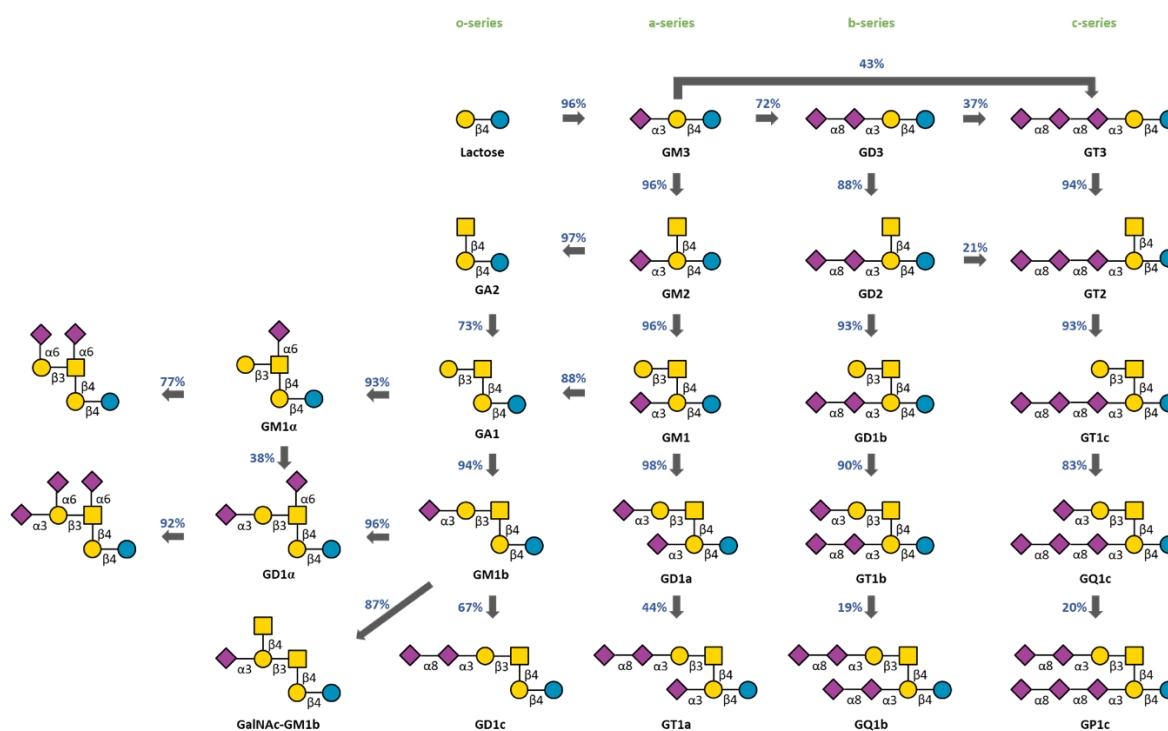 o-series a-series b-series c-series
43%
96% 72% 37%
β4 α3 β4 α8 α3 β4 α8 α8 α3 β4
Lactose GM3 GD3 GT3
96% 88% 94%
97% β4 β4 β4 21% β4
β4 α3 β4 α8 α3 β4 α8 α8 α3 β4
GA2 GM2 GD2 GT2
73% 96% 93% 93%
α6 α6 α6
β3 77% β3 93% β3 β3 88% β3 β3
β4 β4 β4 β4 β4 β4
β4 β4 β4 α3 β4 α8 α3 β4 α8 α8 α3 β4
GM1α GA1 GM1 GD1b GT1c
38% 94% 98% 90% 83%
α6 α6 α6
α3 β3 92% α3 β3 96% α3 β3 α3 β3 α3 β3 α3 β3
β4 β4 β4 β4 β4 β4
β4 β4 β4 α3 β4 α8 α3 β4 α8 α8 α3 β4
GD1α GM1b GD1a GT1b GQ1c
87% 67% 44% 19% 20%
β4
α3 β3 α8 α3 β3 α8 α3 β3 α8 α3 β3 α8 α3 β3
β4 β4 β4 β4 β4
β4 β4 α3 β4 α8 α3 β4 α8 α8 α3 β4
GalNAc-GM1b GD1c GT1a GQ1b GP1c